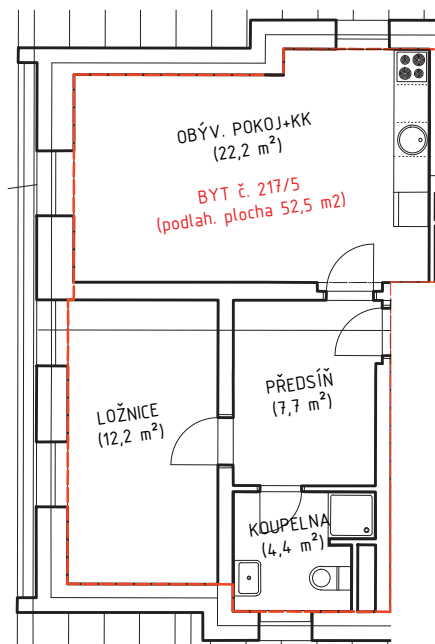 OBÝV. POKOJ+KK
(22,2 m²)
BYT č. 217/5
(podlah. plocha 52,5 m2)
PŘEDSÍŇ
(7,7 m²)
LOŽNICE
(12,2 m²)
KOUPELNA
(4,4 m²)